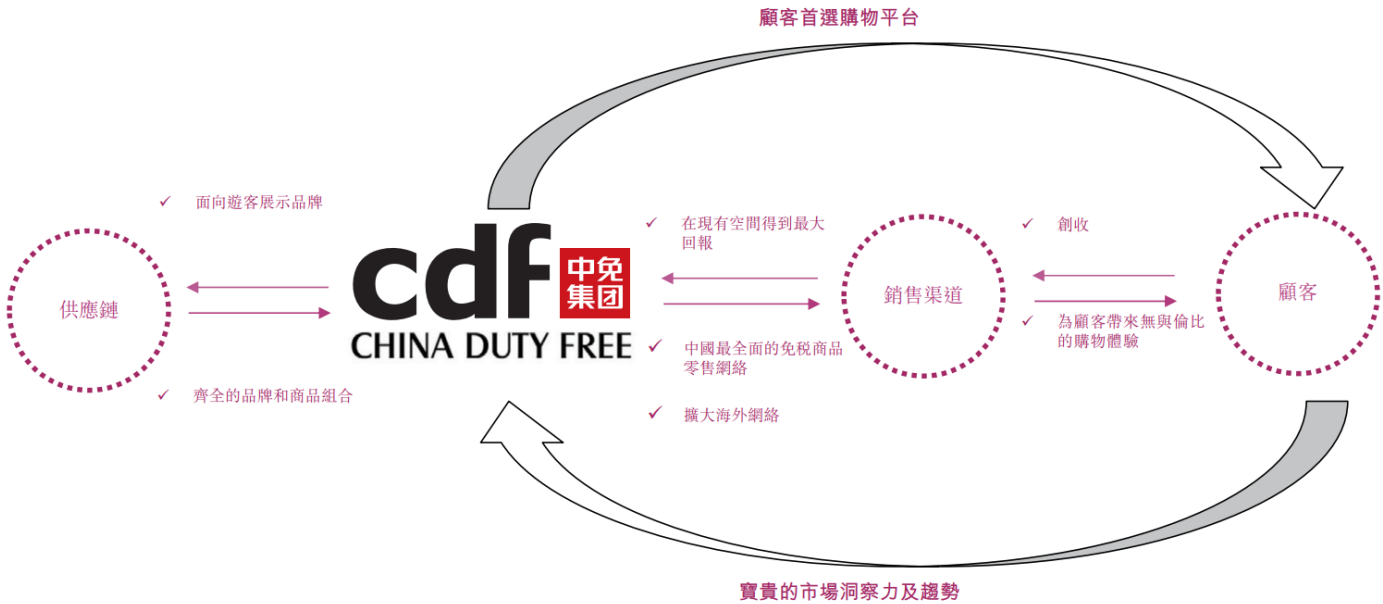 顧客首選購物平台
面向遊客展示品牌
供應鏈
齊全的品牌和商品組合
cdf
中免
集团
CHINA DUTY FREE
在現有空間得到最大
回報
中國最全面的免税商品
零售網絡
擴大海外網絡
銷售渠道
創收
為顧客帶來無與倫比
的購物體驗
顧客
寶貴的市場洞察力及趨勢